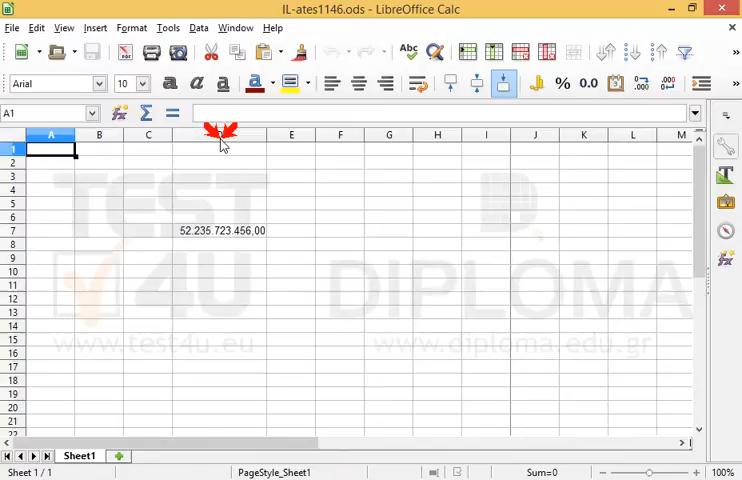 IL-ates1146.ods - LibreOffice Calc
File Edit View Insert Format Tools Data Window Help
Arial 10 a a a a % 0.0
A1
A B C E F G H I J K L M
1
2
3
4
5
6
7 52.235.723.456,00
8
9
10
11
12
13
14
15
16
17
18
19
20
21
22
TEST
4U DIPLOMA
www.test4u.eu www.diploma.edu.gr
Sheet1
Sheet 1 / 1 PageStyle_Sheet1 Sum=0 100%